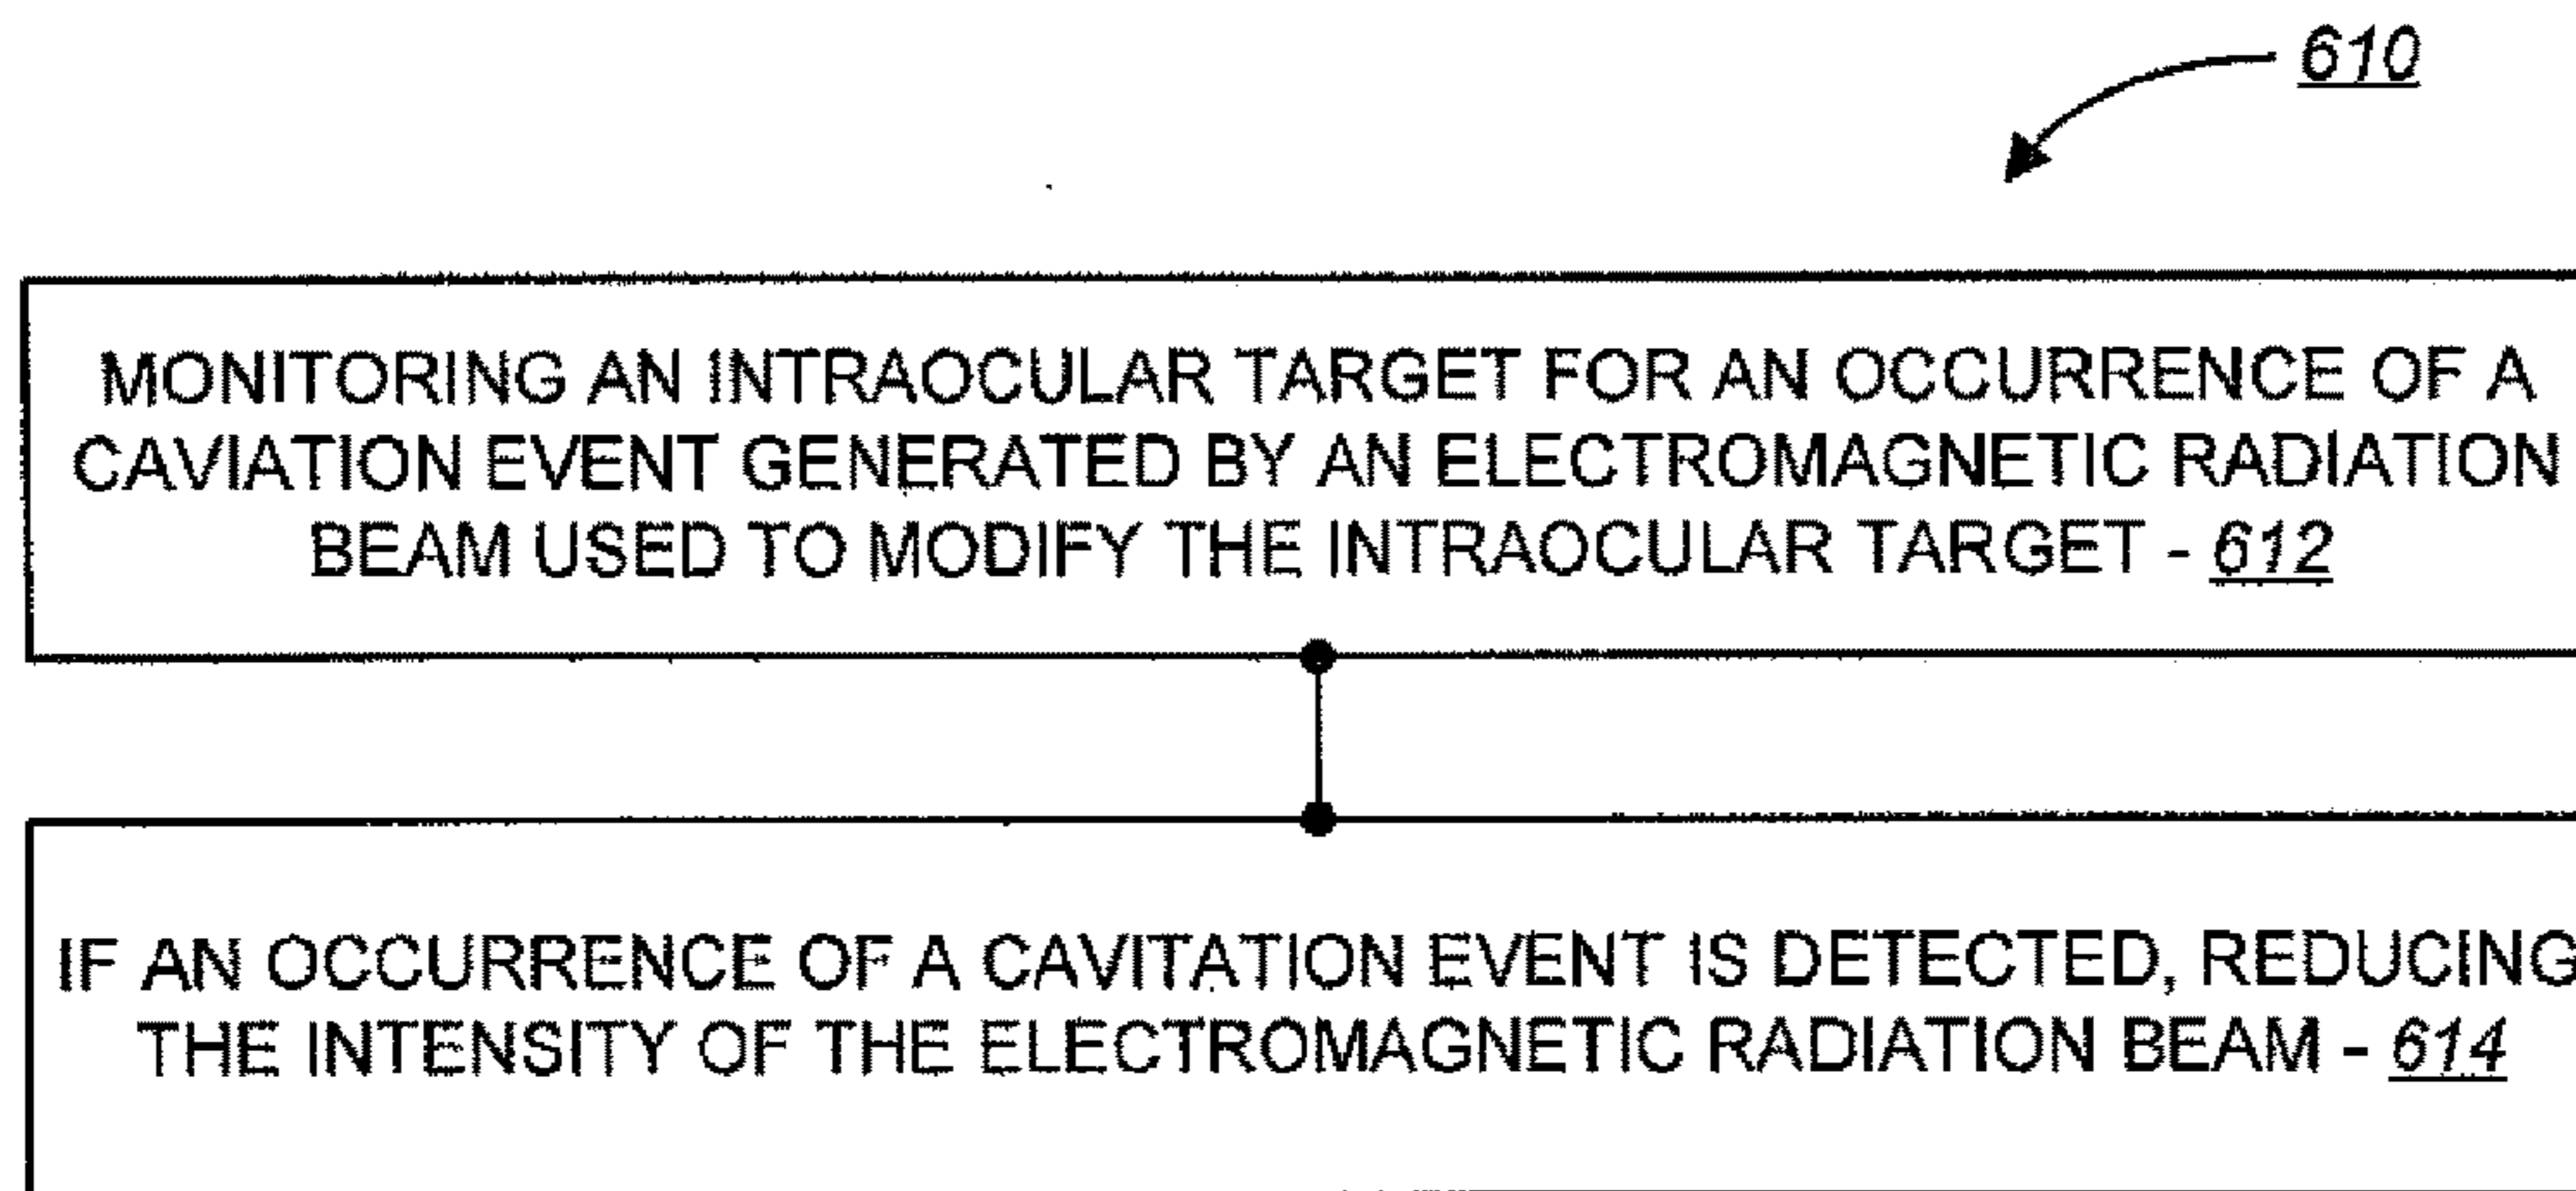 610
MONITORING AN INTRAOCULAR TARGET FOR AN OCCURRENCE OF A
CAVIATION EVENT GENERATED BY AN ELECTROMAGNETIC RADIATION
BEAM USED TO MODIFY THE INTRAOCULAR TARGET - 612
IF AN OCCURRENCE OF A CAVITATION EVENT IS DETECTED, REDUCING
THE INTENSITY OF THE ELECTROMAGNETIC RADIATION BEAM - 614